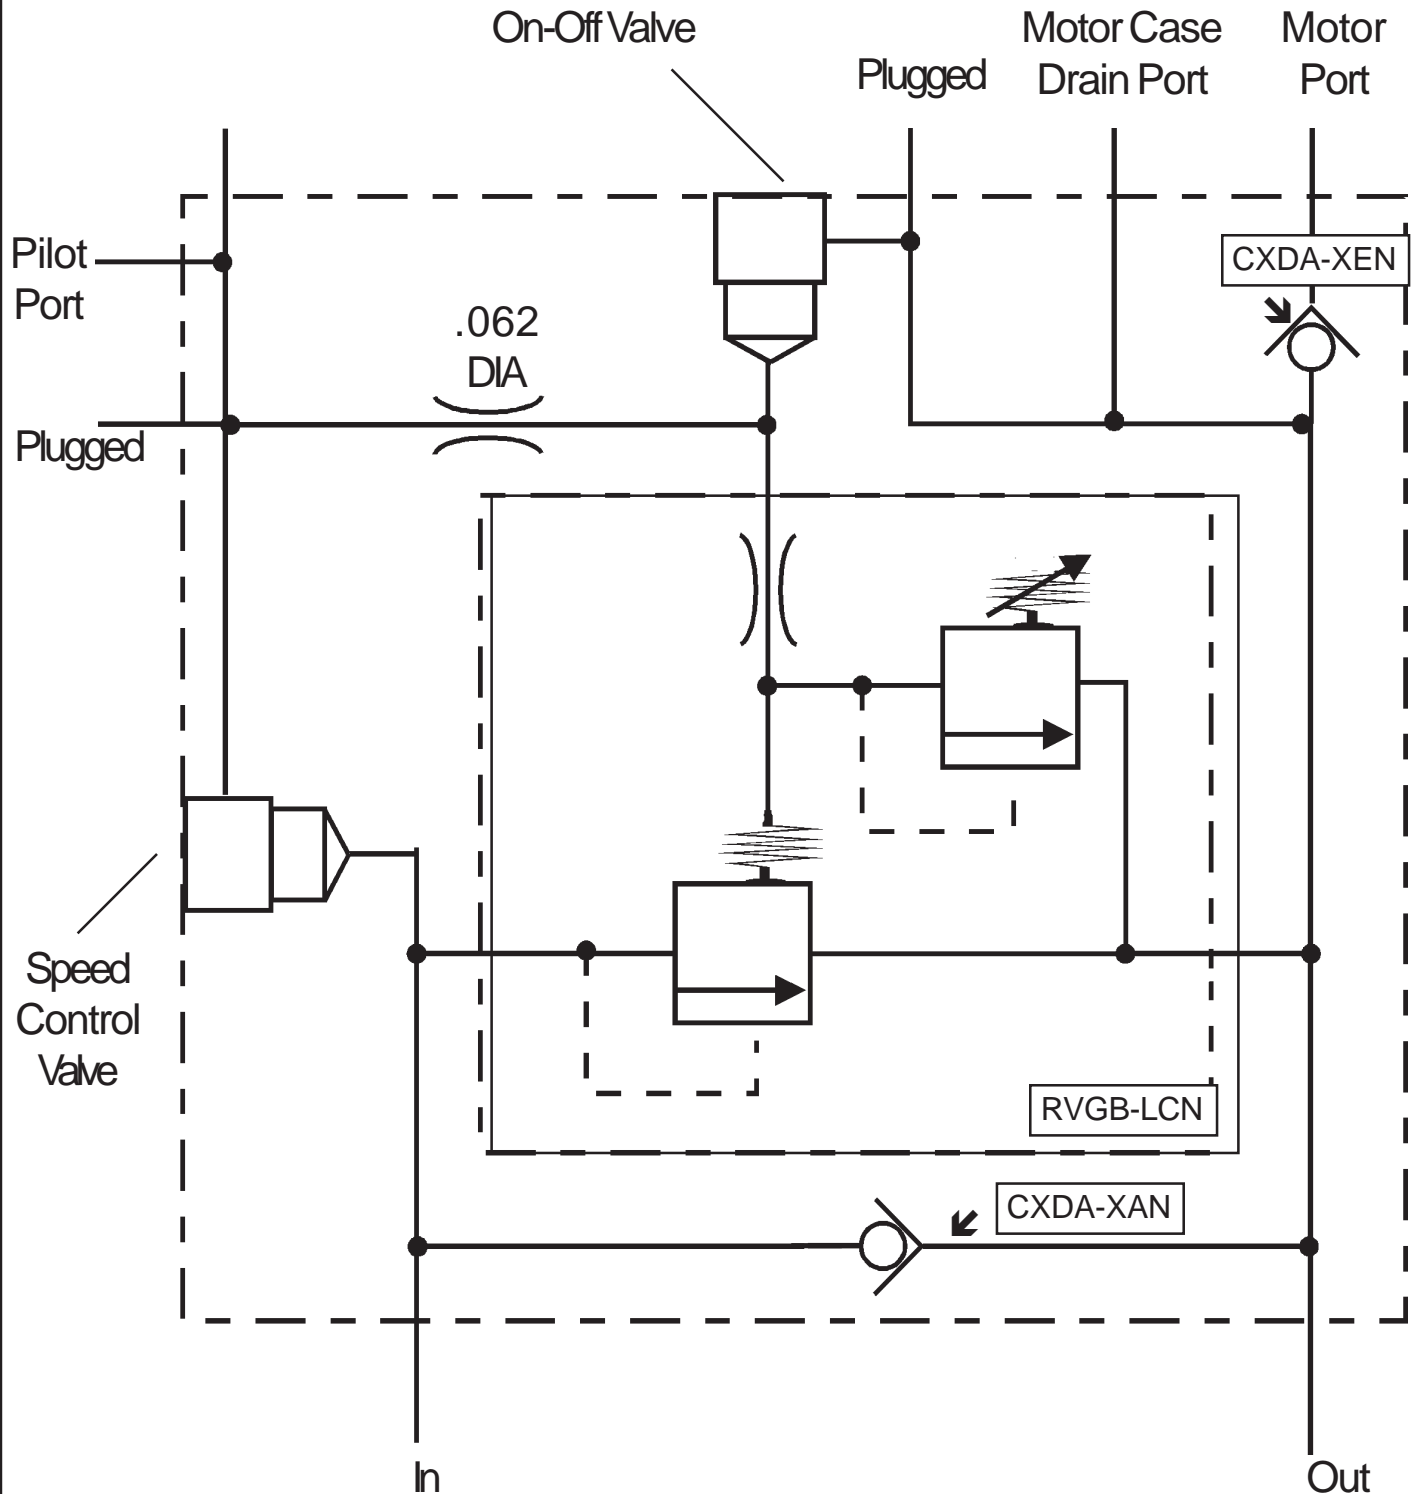 On-Off Valve
Plugged
Motor Case
Drain Port
Motor
Port
Pilot
Port
CXDA-XEN
.062
DIA
Plugged
Speed
Control
Valve
RVGB-LCN
CXDA-XAN
In
Out